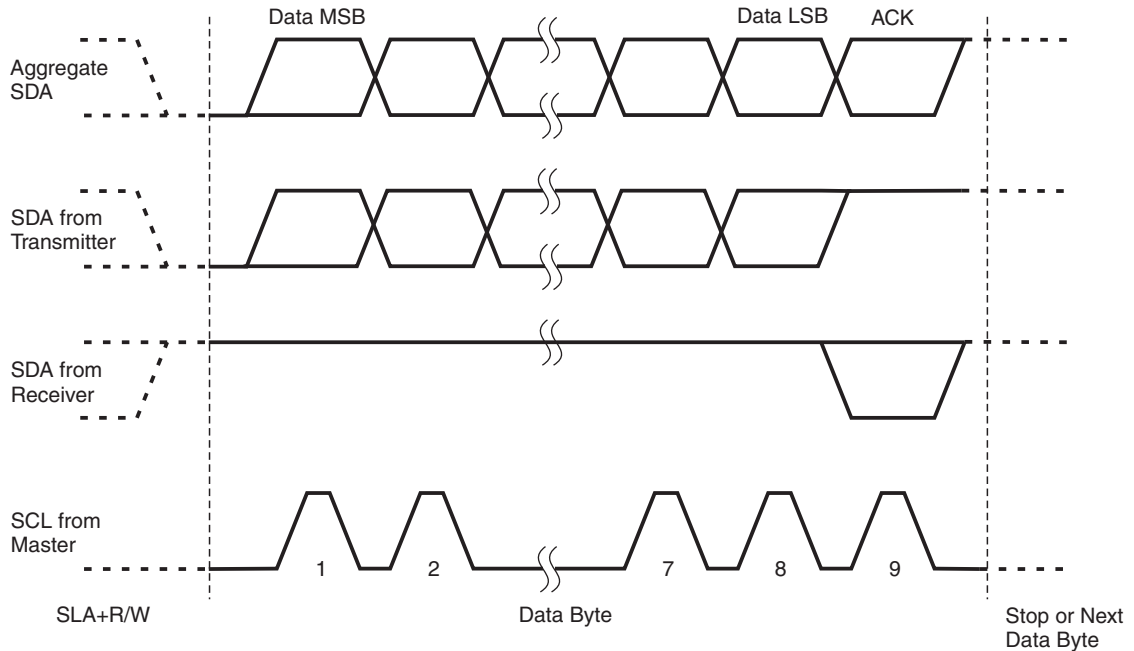 Data MSB
Data LSB
ACK
Aggregate
SDA
SDA from
Transmitter
SDA from
Receiver
SCL from
Master
1
2
7
8
9
SLA+R/W
Data Byte
Stop or Next
Data Byte